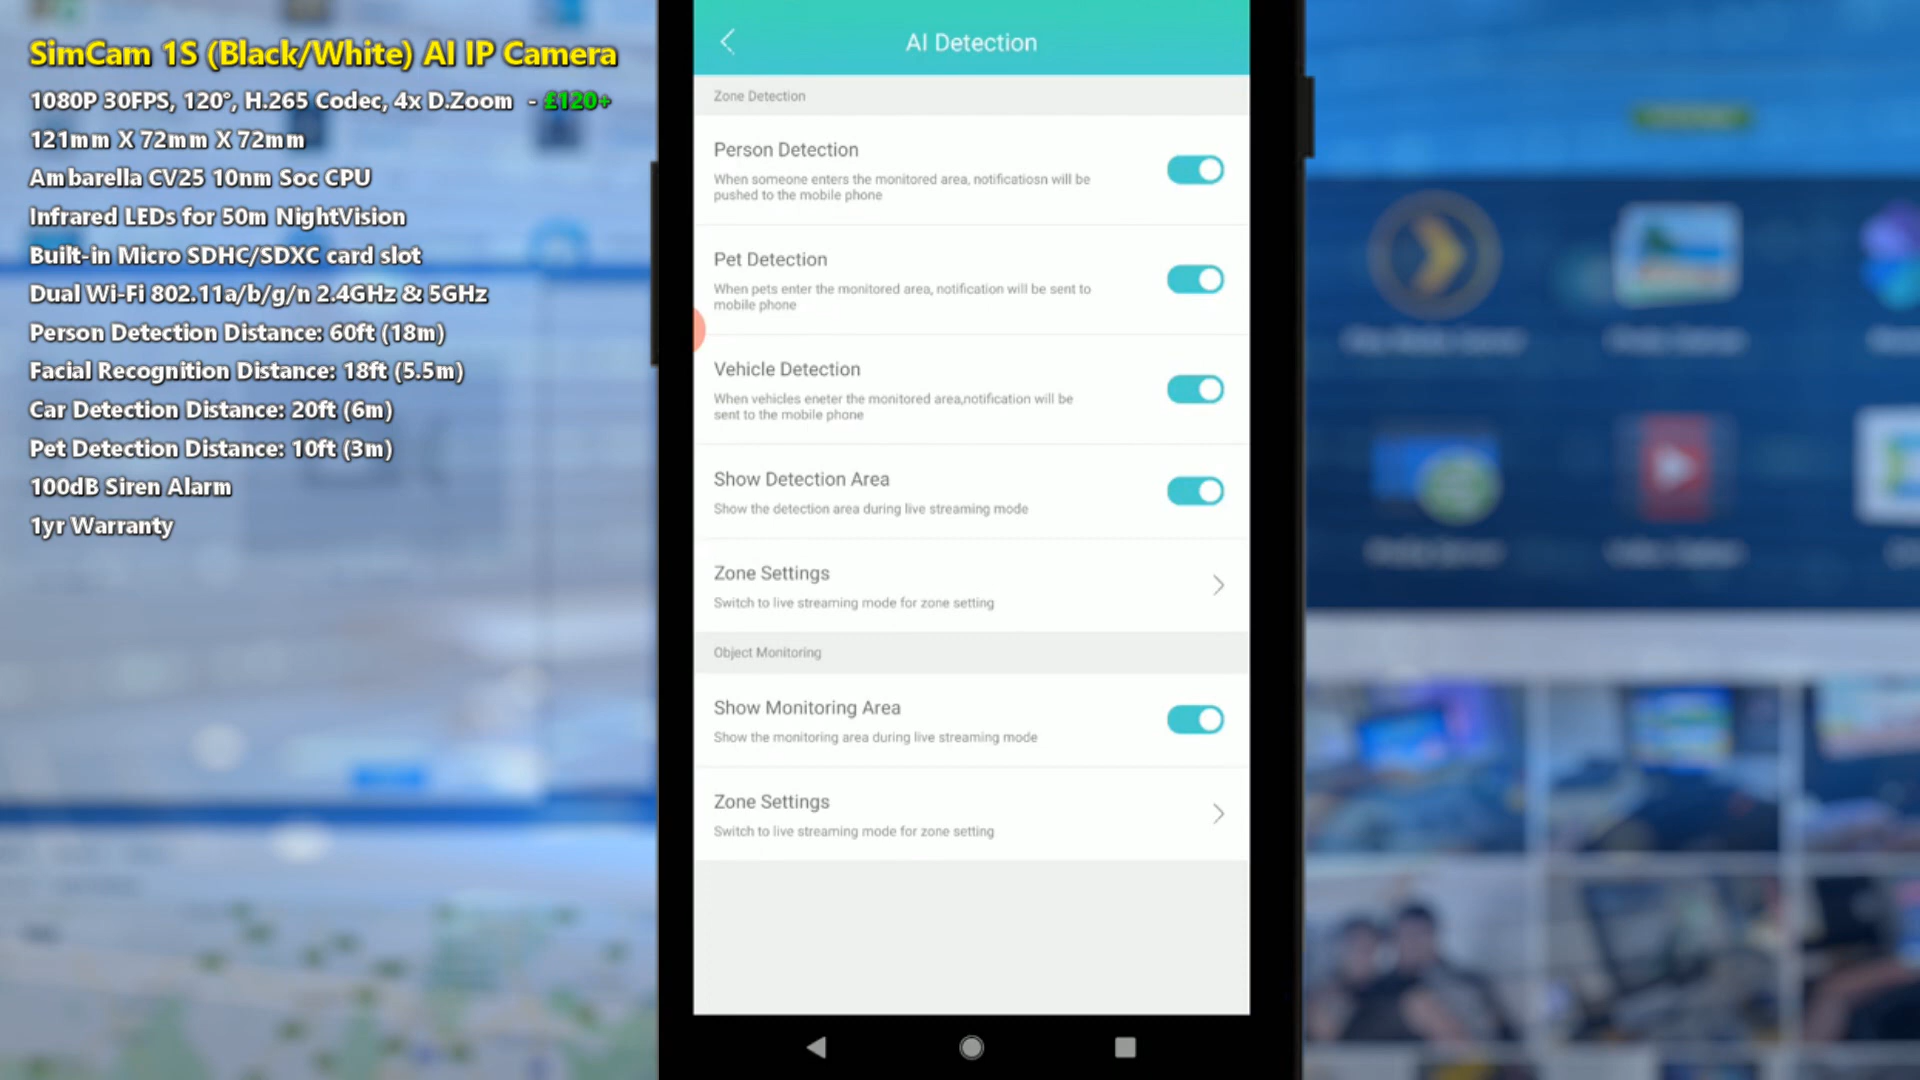 SimCam 1S (Black/White) AI IP Camera
1080P 30FPS, 120°, H.265 Codec, 4x D.Zoom - £120+
121mm X 72mm X 72mm
Ambarella CV25 10nm Soc CPU
Infrared LEDs for 50m NightVision
Built-in Micro SDHC/SDXC card slot
Dual Wi-Fi 802.11a/b/g/n 2.4GHz & 5GHz
Person Detection Distance: 60ft (18m)
Facial Recognition Distance: 18ft (5.5m)
Car Detection Distance: 20ft (6m)
Pet Detection Distance: 10ft (3m)
100dB Siren Alarm
1yr Warranty
AI Detection
Zone Detection
Person Detection
When someone enters the monitored area, notificatiosn will be
pushed to the mobile phone
Pet Detection
When pets enter the monitored area, notification will be sent to
mobile phone
Vehicle Detection
When vehicles eneter the monitored area,notification will be
sent to the mobile phone
Show Detection Area
Show the detection area during live streaming mode
Zone Settings
Switch to live streaming mode for zone setting
Object Monitoring
Show Monitoring Area
Show the monitoring area during live streaming mode
Zone Settings
Switch to live streaming mode for zone setting